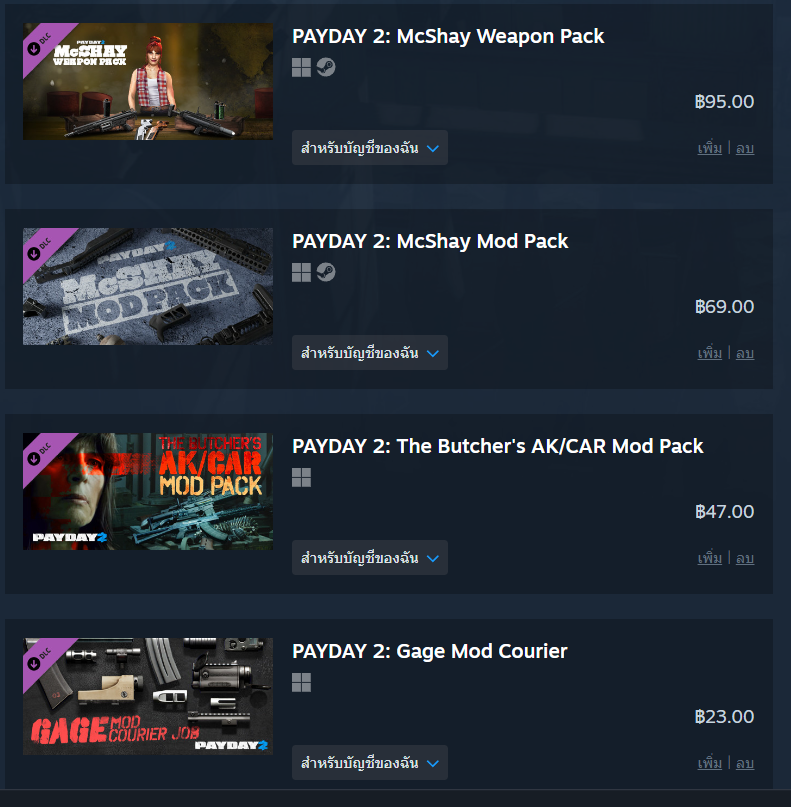 DLC
PAYDAY 2
McSHAY
WEAPON PACK
PAYDAY 2: McShay Weapon Pack
฿95.00
สำหรับบัญชีของฉัน
เพิ่ม | ลบ
DLC
PAYDAY 2
McSHAY
MOD PACK
PAYDAY 2: McShay Mod Pack
฿69.00
สำหรับบัญชีของฉัน
เพิ่ม | ลบ
DLC
THE BUTCHER'S
AK/CAR
MOD PACK
PAYDAY 2
PAYDAY 2: The Butcher's AK/CAR Mod Pack
฿47.00
สำหรับบัญชีของฉัน
เพิ่ม | ลบ
DLC
GAGE MOD
COURIER JOB
PAYDAY 2
PAYDAY 2: Gage Mod Courier
฿23.00
สำหรับบัญชีของฉัน
เพิ่ม | ลบ